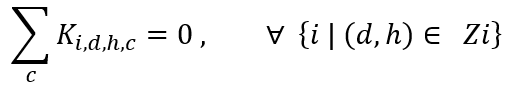 ∑_c K_{i,d,h,c} = 0 ,   ∀ {i | (d, h) ∈ Zi}